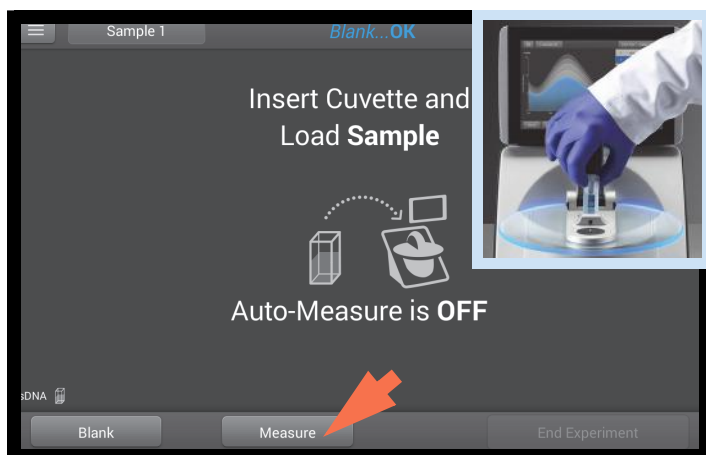 Sample 1
Blank...OK
Insert Cuvette and
Load Sample
Auto-Measure is OFF
sDNA
Blank
Measure
End Experiment